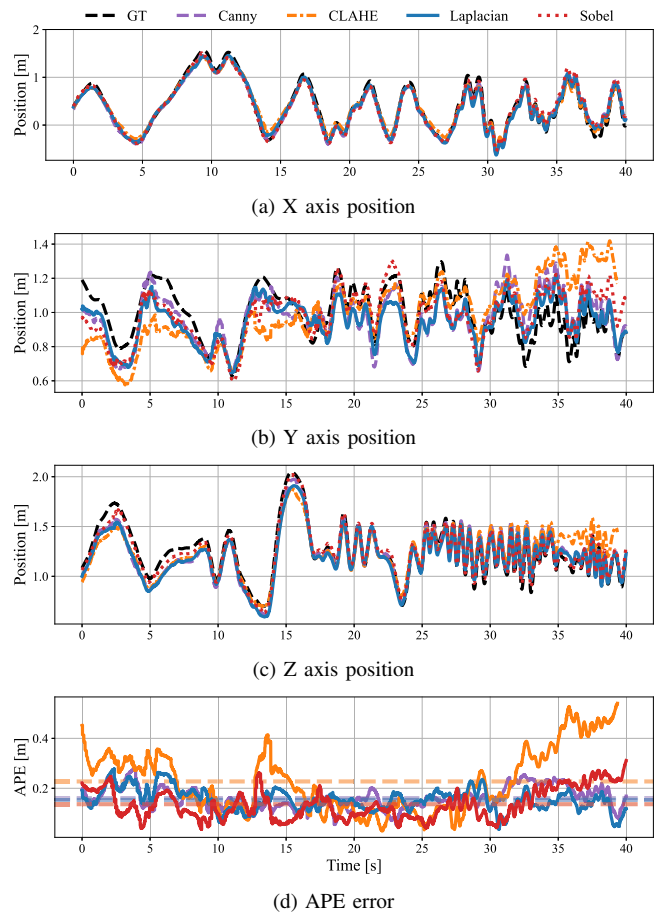 GT Canny CLAHE Laplacian Sobel
2
1
0
Position [m]
0 5 10 15 20 25 30 35 40
(a) X axis position
1.4
1.2
1.0
0.8
0.6
Position [m]
0 5 10 15 20 25 30 35 40
(b) Y axis position
2.0
1.5
1.0
Position [m]
0 5 10 15 20 25 30 35 40
(c) Z axis position
0.4
0.2
APE [m]
0 5 10 15 20 25 30 35 40
Time [s]
(d) APE error